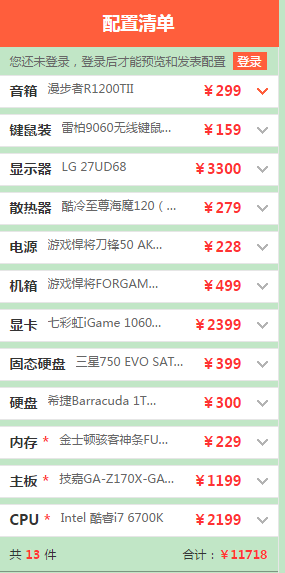 配置清单
您还未登录，登录后才能预览和发表配置 登录
音箱 漫步者R1200TII ¥299
键鼠装 雷怕9060无线键鼠... ¥159
显示器 LG 27UD68 ¥3300
散热器 酷冷至尊海魔120（... ¥279
电源 游戏悍将刀锋50 AK... ¥228
机箱 游戏悍将FORGAM... ¥499
显卡 七彩虹iGame 1060... ¥2399
固态硬盘 三星750 EVO SAT... ¥399
硬盘 希捷Barracuda 1T... ¥300
内存 * 金士顿骇客神条FU... ¥229
主板 * 技嘉GA-Z170X-GA... ¥1199
CPU * Intel 酷睿i7 6700K ¥2199
共 13 件 合计：¥11718